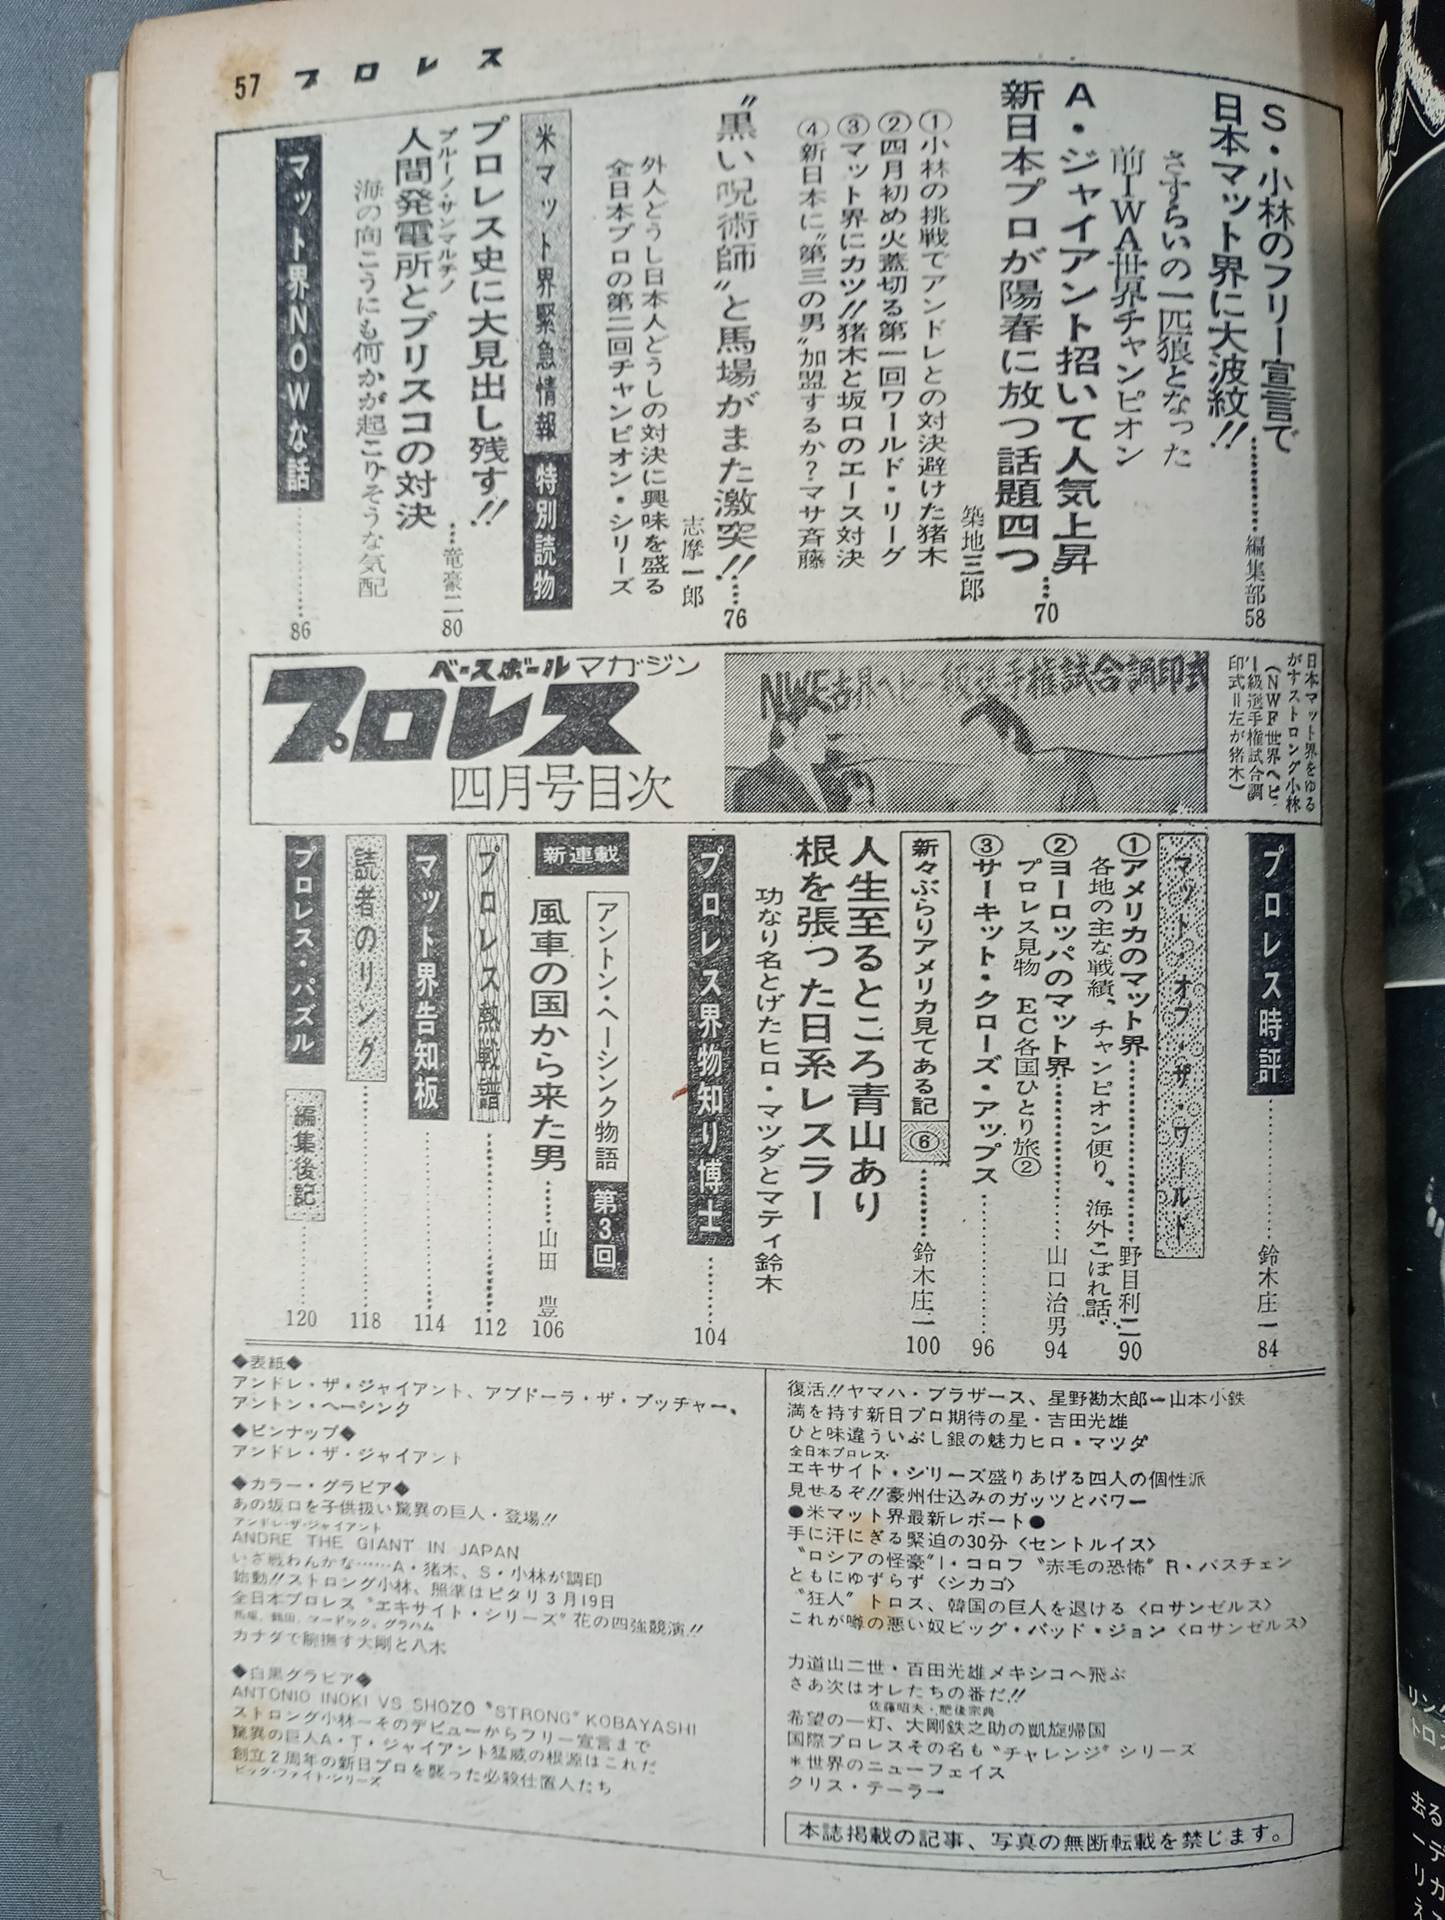 57 プロレス
S・小林のフリー宣言で
日本マット界に大波紋!!
さすらいの一匹狼となった
前IWA世界チャンピオン
編集部 58
A・ジャイアント招いて人気上昇
新日本プロが陽春に放つ話題四つ
70
築地三郎
①小林の挑戦でアンドレとの対決避けた猪木
②四月初め火蓋切る第一回ワールド・リーグ
③マット界にカツ!!猪木と坂口のエース対決
④新日本に"第三の男"加盟するか?マサ斉藤
"黒い呪術師"と馬場がまた激突!!
76
志摩一郎
外人どうし日本人どうしの対決に興味を盛る
全日本プロの第二回チャンピオン・シリーズ
米マット界緊急情報 特別読物
プロレス史に大見出し残す!!
ブルーノ・サンマルチノ
人間発電所とブリスコの対決
竜豪二 80
海の向こうにも何かが起こりそうな気配
マット界NOWな話
86
日本マット界をゆる
がすストロング小林
(NWF世界ヘビ
ー級選手権試合調
印式=左が猪木)
ベースボールマガジン
プロレス
四月号目次
プロレス時評
鈴木庄一 84
マット・オブ・ザ・ワールド
①アメリカのマット界
野目利二 90
各地の主な戦績、チャンピオン便り、海外こぼれ話
②ヨーロッパのマット界
山口治男 94
プロレス見物 EC各国ひとり旅②
③サーキット・クローズ・アップス
96
新々ぶらりアメリカ見てある記⑥
鈴木庄一 100
人生至るところ青山あり
根を張った日系レスラー
功なり名とげたヒロ・マツダとマティ鈴木
プロレス界物知り博士
104
アントン・ヘーシンク物語 第3回
新連載
風車の国から来た男
山田 豊 106
プロレス熱戦譜
112
マット界告知板
114
読者のリング
118
プロレス・パズル
編集後記
120
◆表紙◆
アンドレ・ザ・ジャイアント、アブドーラ・ザ・ブッチャー、
アントン・ヘーシンク
◆ピンナップ◆
アンドレ・ザ・ジャイアント
◆カラー・グラビア◆
あの坂口を子供扱い驚異の巨人・登場!!
アンドレ・ザ・ジャイアント
ANDRE THE GIANT IN JAPAN
いざ戦わんかな……A・猪木、S・小林が調印
始動!!ストロング小林、照準はピタリ3月19日
全日本プロレス"エキサイト・シリーズ"花の四強競演!!
馬場、鶴田、マードック、グラハム
カナダで腕撫す大剛と八木
◆白黒グラビア◆
ANTONIO INOKI VS SHOZO "STRONG" KOBAYASHI
ストロング小林—そのデビューからフリー宣言まで
驚異の巨人A・T・ジャイアント猛威の根源はこれだ
創立2周年の新日プロを襲った必殺仕置人たち
ビッグ・ファイト・シリーズ
復活!!ヤマハ・ブラザース、星野勘太郎—山本小鉄
満を持す新日プロ期待の星・吉田光雄
ひと味違ういぶし銀の魅力ヒロ・マツダ
全日本プロレス
エキサイト・シリーズ盛りあげる四人の個性派
見せるぞ!!豪州仕込みのガッツとパワー
●米マット界最新レポート●
手に汗にぎる緊迫の30分〈セントルイス〉
"ロシアの怪豪"I・コロフ"赤毛の恐怖"R・バスチェン
ともにゆずらず〈シカゴ〉
"狂人"トロス、韓国の巨人を退ける〈ロサンゼルス〉
これが噂の悪い奴ビッグ・バッド・ジョン〈ロサンゼルス〉
力道山二世・百田光雄メキシコへ飛ぶ
さあ次はオレたちの番だ!!
佐藤昭夫・肥後宗典
希望の一灯、大剛鉄之助の凱旋帰国
国際プロレスその名も"チャレンジ"シリーズ
*世界のニューフェイス
クリス・テーラー
本誌掲載の記事、写真の無断転載を禁じます。